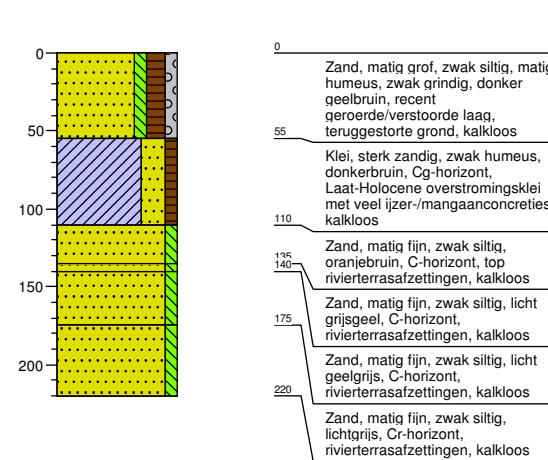 0
50
100
150
200
0
Zand, matig grof, zwak siltig, matig
humeus, zwak grindig, donker
geelbruin, recent
geroerde/verstoorde laag,
teruggestorte grond, kalkloos
55
Klei, sterk zandig, zwak humeus,
donkerbruin, Cg-horizont,
Laat-Holocene overstromingsklei
met veel ijzer-/mangaanconcreties
kalkloos
110
Zand, matig fijn, zwak siltig,
oranjebruin, C-horizont, top
rivierterrasafzettingen, kalkloos
135
140
Zand, matig fijn, zwak siltig, licht
grijsgeel, C-horizont,
rivierterrasafzettingen, kalkloos
175
Zand, matig fijn, zwak siltig, licht
geelgrijs, C-horizont,
rivierterrasafzettingen, kalkloos
220
Zand, matig fijn, zwak siltig,
lichtgrijs, Cr-horizont,
rivierterrasafzettingen, kalkloos